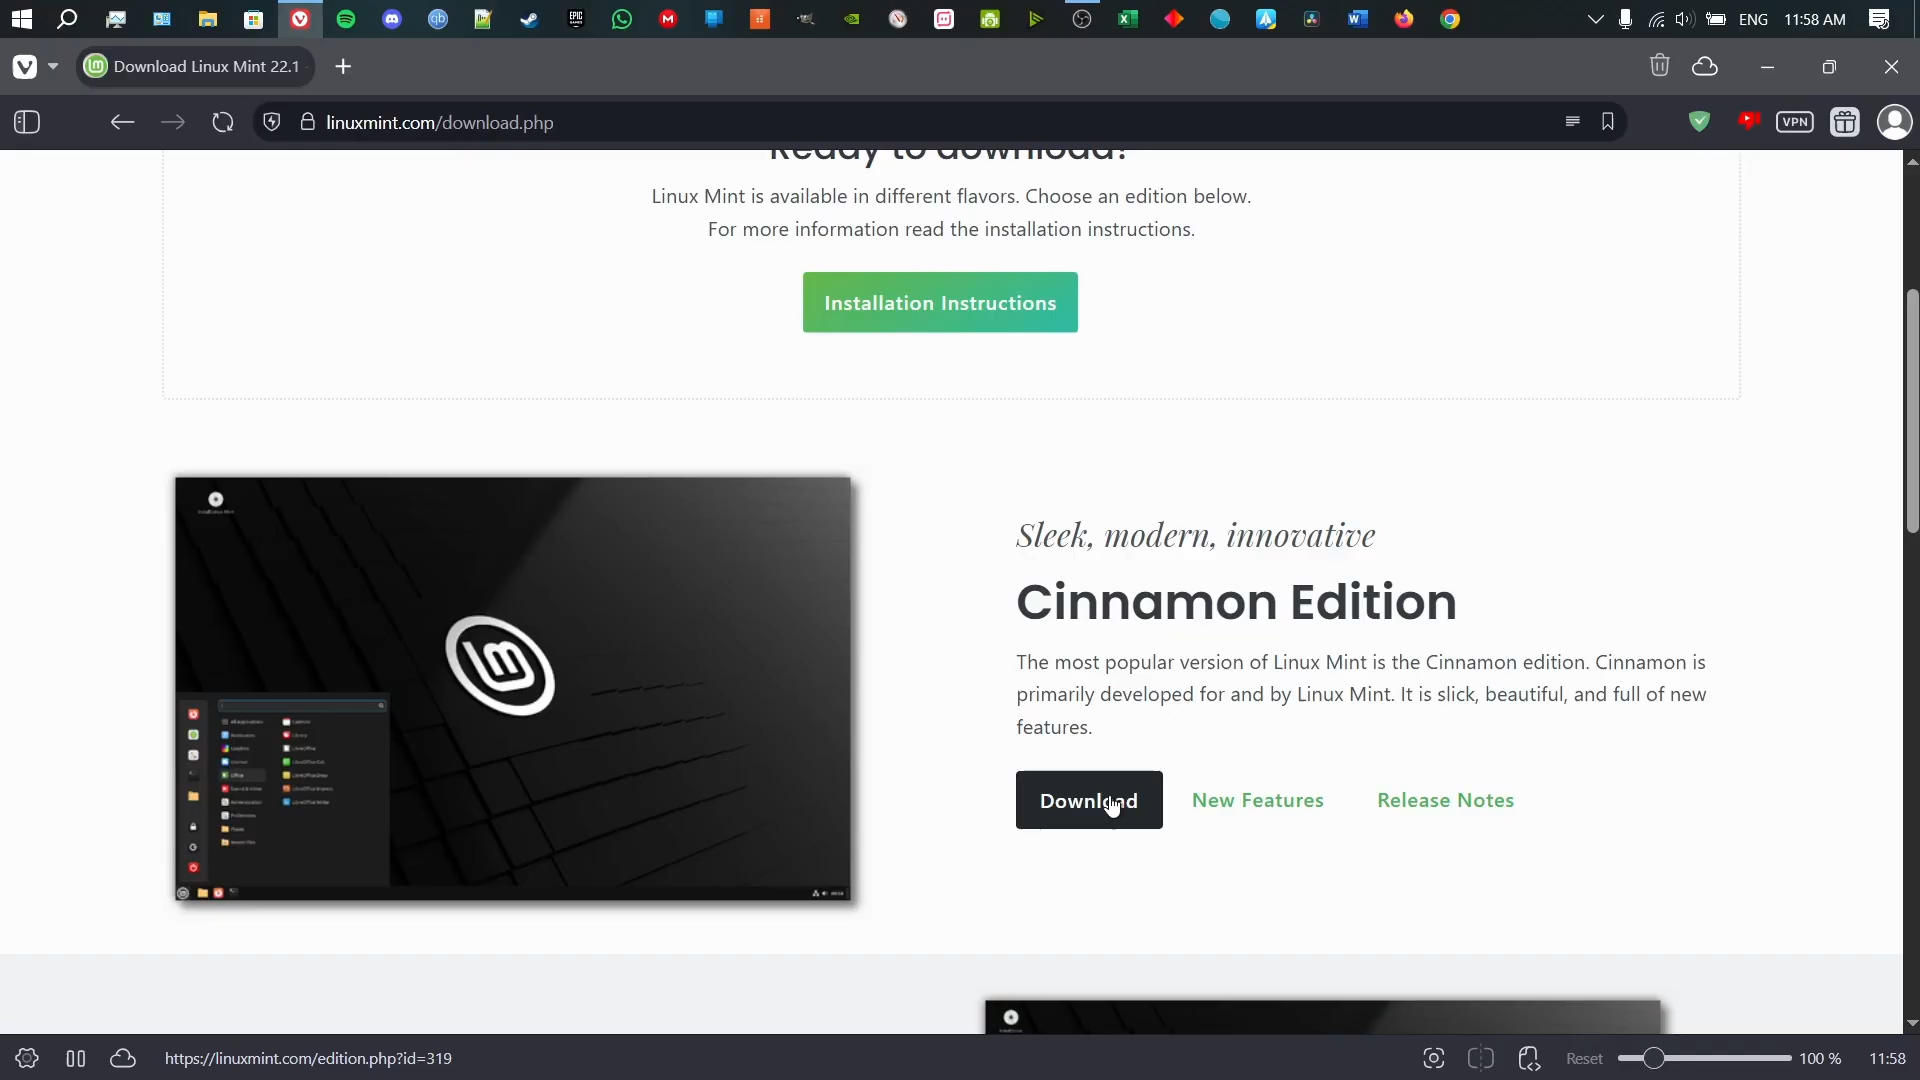 ENG 11:58 AM
Download Linux Mint 22.1
linuxmint.com/download.php
VPN
Ready to download?
Linux Mint is available in different flavors. Choose an edition below.
For more information read the installation instructions.
Installation Instructions
Sleek, modern, innovative
Cinnamon Edition
The most popular version of Linux Mint is the Cinnamon edition. Cinnamon is
primarily developed for and by Linux Mint. It is slick, beautiful, and full of new
features.
Download New Features Release Notes
https://linuxmint.com/edition.php?id=319
Reset 100 % 11:58